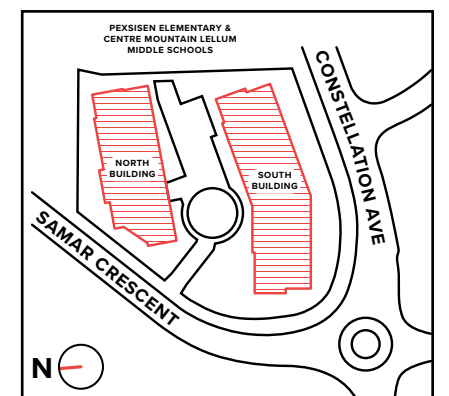 PEXSISEN ELEMENTARY &
CENTRE MOUNTAIN LELLUM
MIDDLE SCHOOLS
CONSTELLATION AVE
NORTH
BUILDING
SOUTH
BUILDING
SAMAR CRESCENT
N